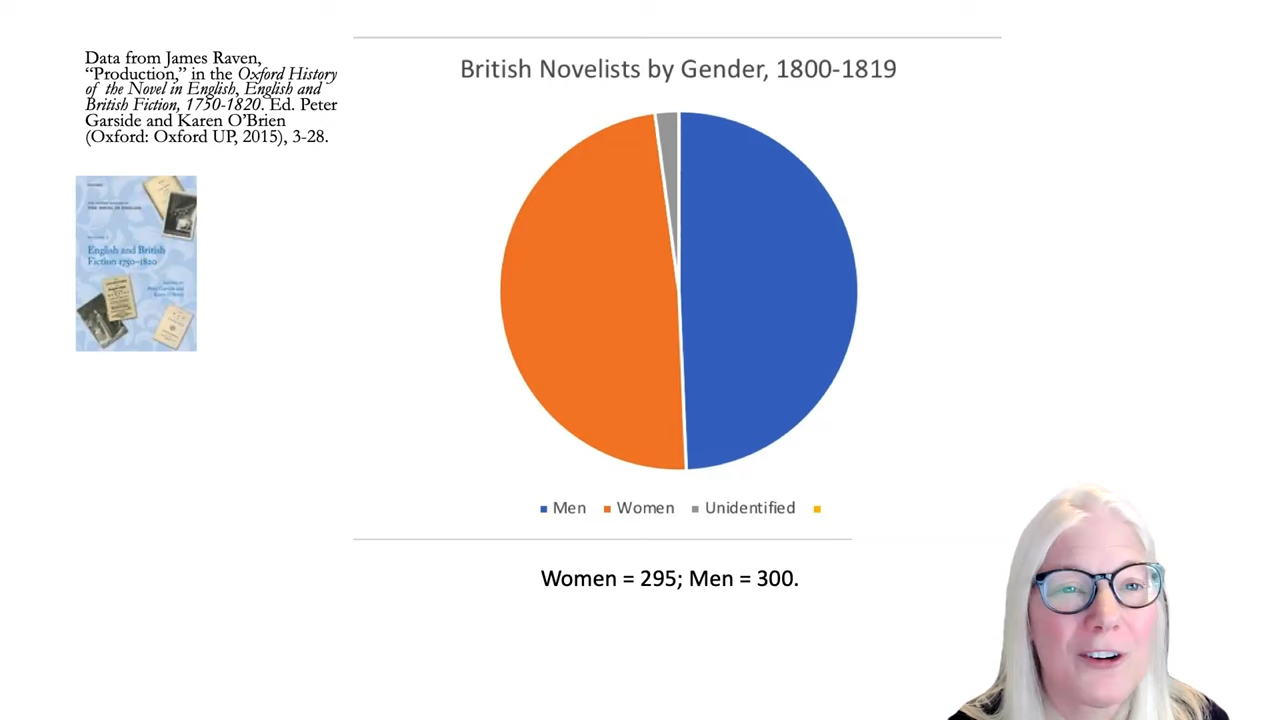 Data from James Raven,
“Production,” in the Oxford History
of the Novel in English, English and
British Fiction, 1750-1820. Ed. Peter
Garside and Karen O’Brien
(Oxford: Oxford UP, 2015), 3-28.
English and British
Fiction 1750–1820
British Novelists by Gender, 1800-1819
Men Women Unidentified
Women = 295; Men = 300.